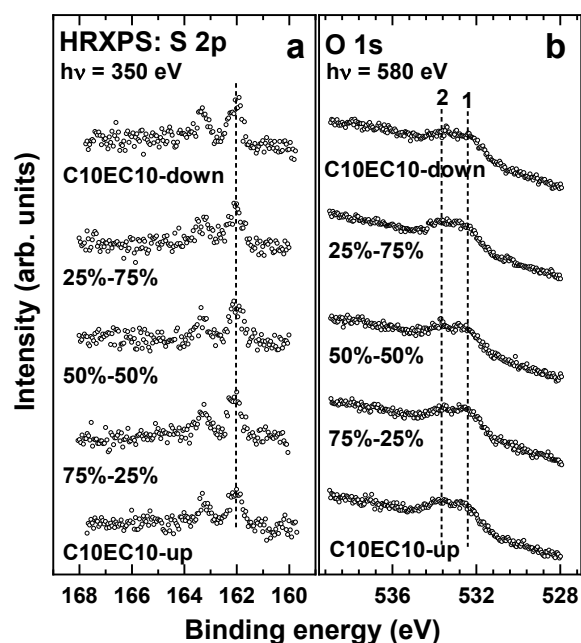 HRXPS: S 2p
a
hν = 350 eV
C10EC10-down
25%-75%
50%-50%
75%-25%
C10EC10-up
168 166 164 162 160
O 1s
b
hν = 580 eV
2 1
C10EC10-down
25%-75%
50%-50%
75%-25%
C10EC10-up
536 532 528
Intensity (arb. units)
Binding energy (eV)